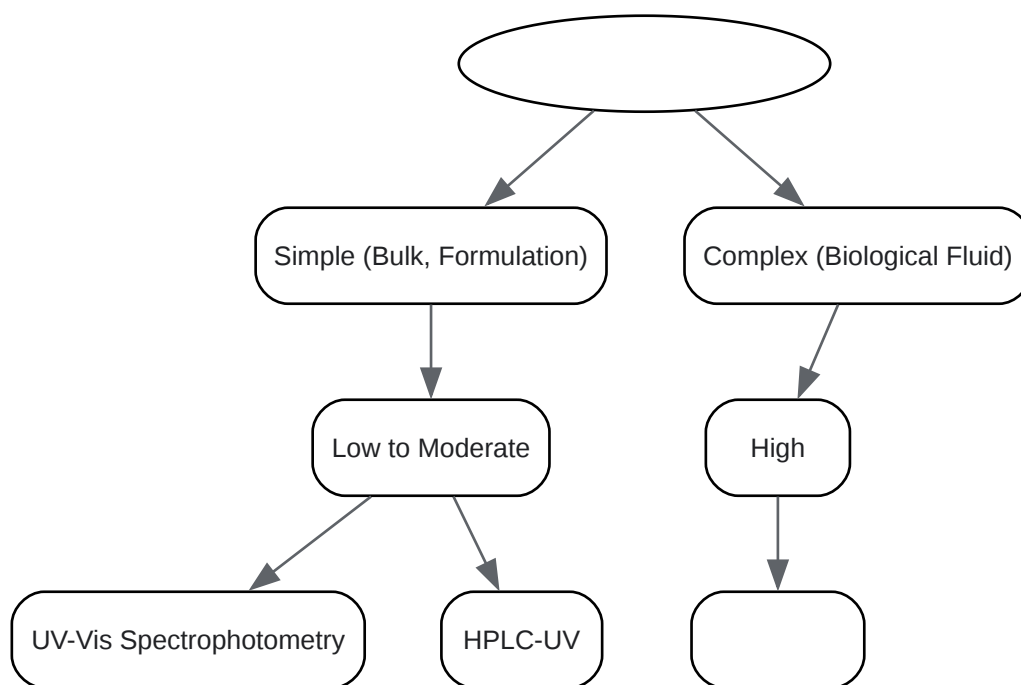 Simple (Bulk, Formulation)
Complex (Biological Fluid)
Low to Moderate
High
UV-Vis Spectrophotometry
HPLC-UV